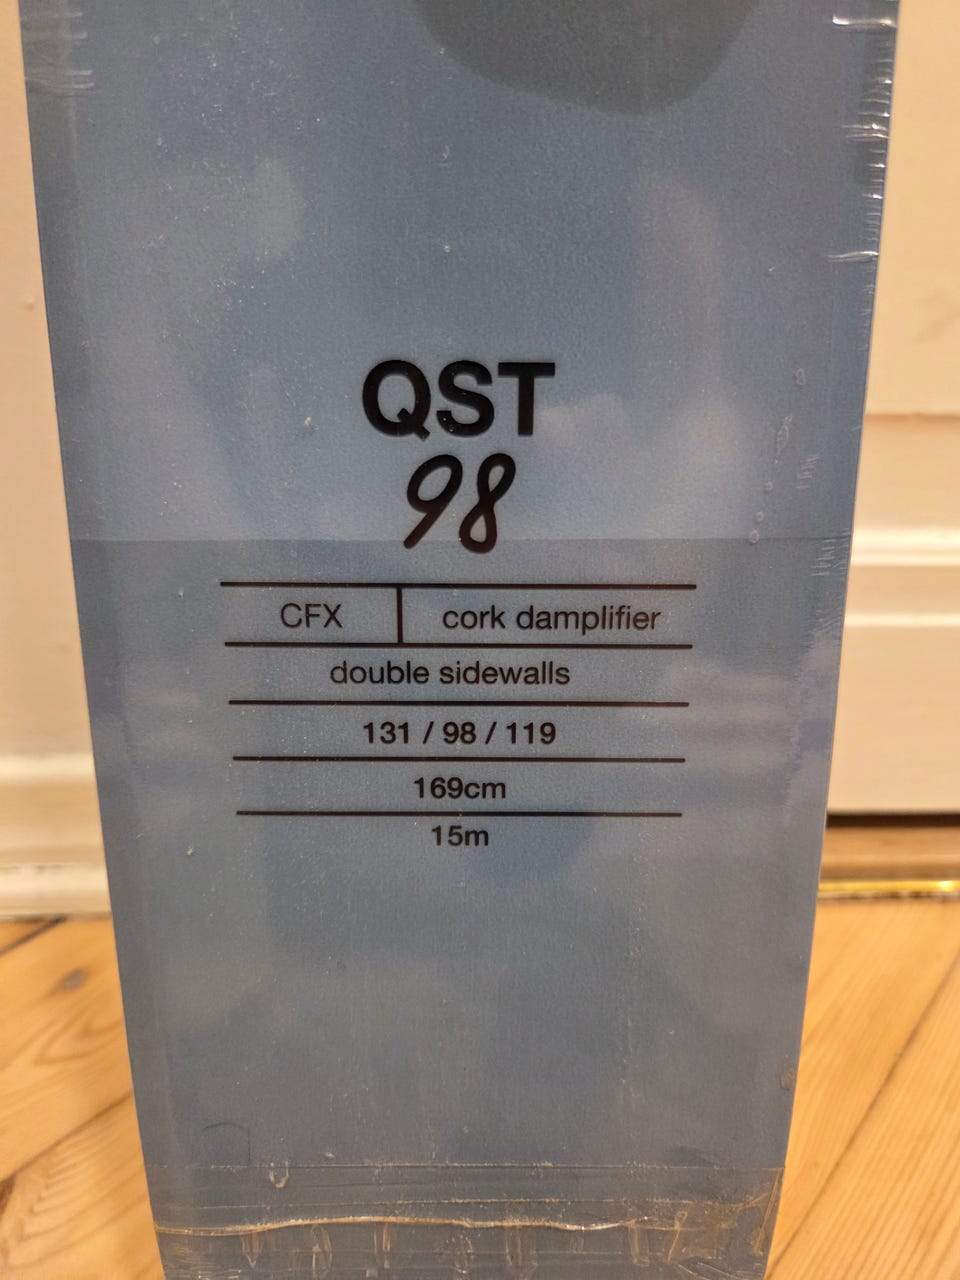 QST
98
CFX cork damplifier
double sidewalls
131 / 98 / 119
169cm
15m